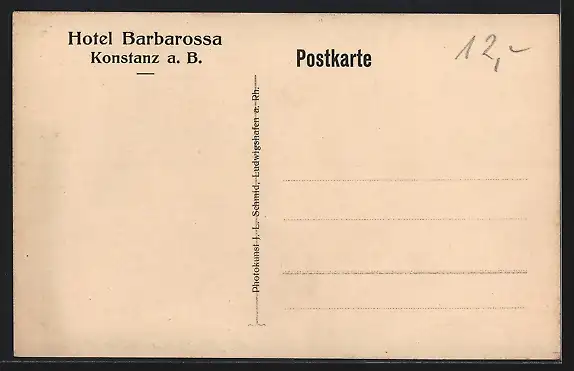 Hotel Barbarossa
Konstanz a. B.
Postkarte
12,-
Photokunst J. L. Schmid, Ludwigshafen a. Rh.